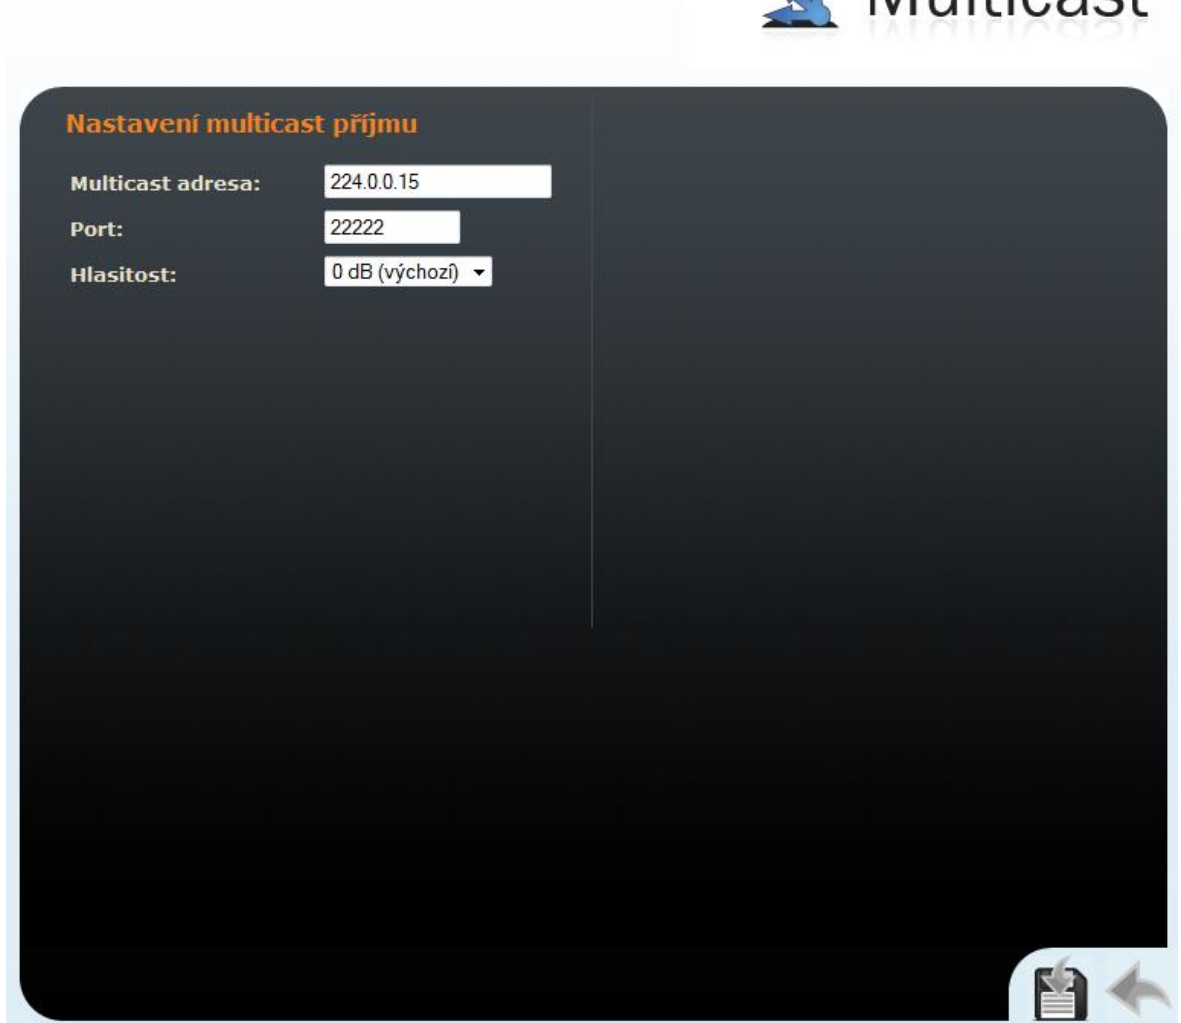 Multicast
Nastavení multicast příjmu
Multicast adresa: 224.0.0.15
Port: 22222
Hlasitost: 0 dB (výchozí)